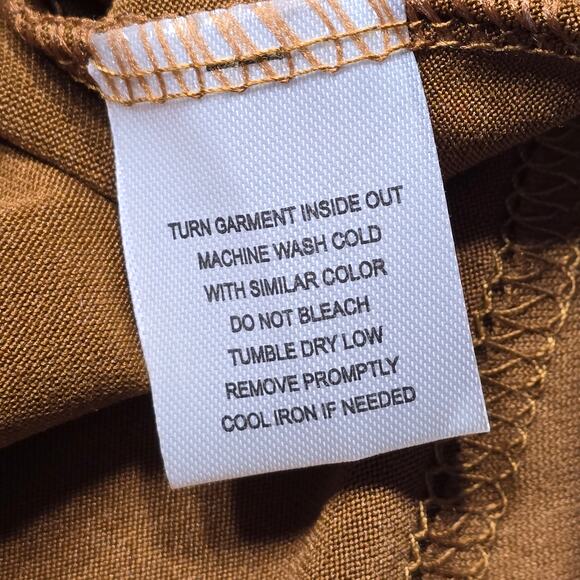 TURN GARMENT INSIDE OUT
MACHINE WASH COLD
WITH SIMILAR COLOR
DO NOT BLEACH
TUMBLE DRY LOW
REMOVE PROMPTLY
COOL IRON IF NEEDED